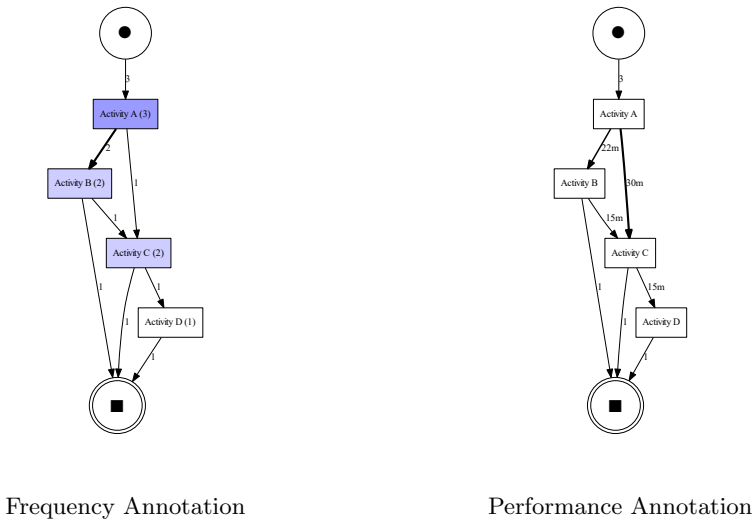 3
Activity A (3)
2
1
Activity B (2)
1
Activity C (2)
1
1
1
Activity D (1)
1
Frequency Annotation
3
Activity A
22m
30m
Activity B
15m
Activity C
1
1
15m
Activity D
1
Performance Annotation